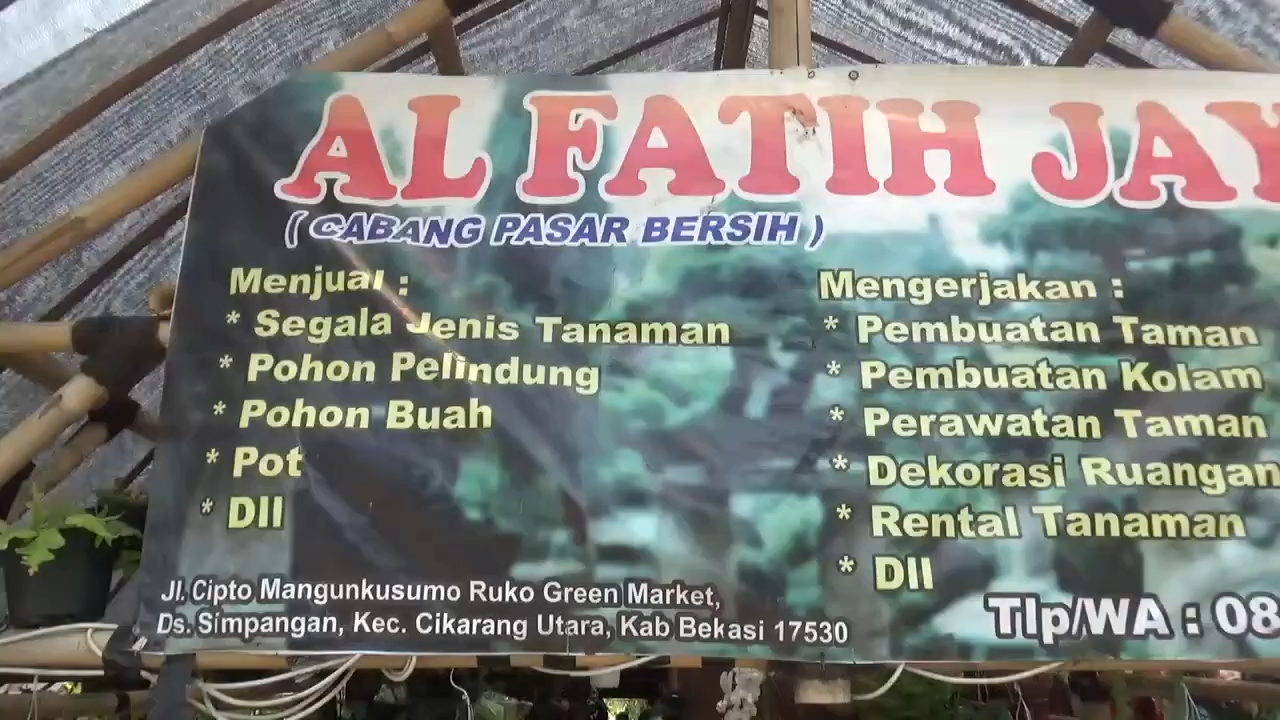 AL FATIH JAY
( CABANG PASAR BERSIH )
Menjual :
* Segala Jenis Tanaman
* Pohon Pelindung
* Pohon Buah
* Pot
* Dll
Mengerjakan :
* Pembuatan Taman
* Pembuatan Kolam
* Perawatan Taman
* Dekorasi Ruangan
* Rental Tanaman
* Dll
Jl. Cipto Mangunkusumo Ruko Green Market,
Ds. Simpangan, Kec. Cikarang Utara, Kab Bekasi 17530
Tlp/WA : 08